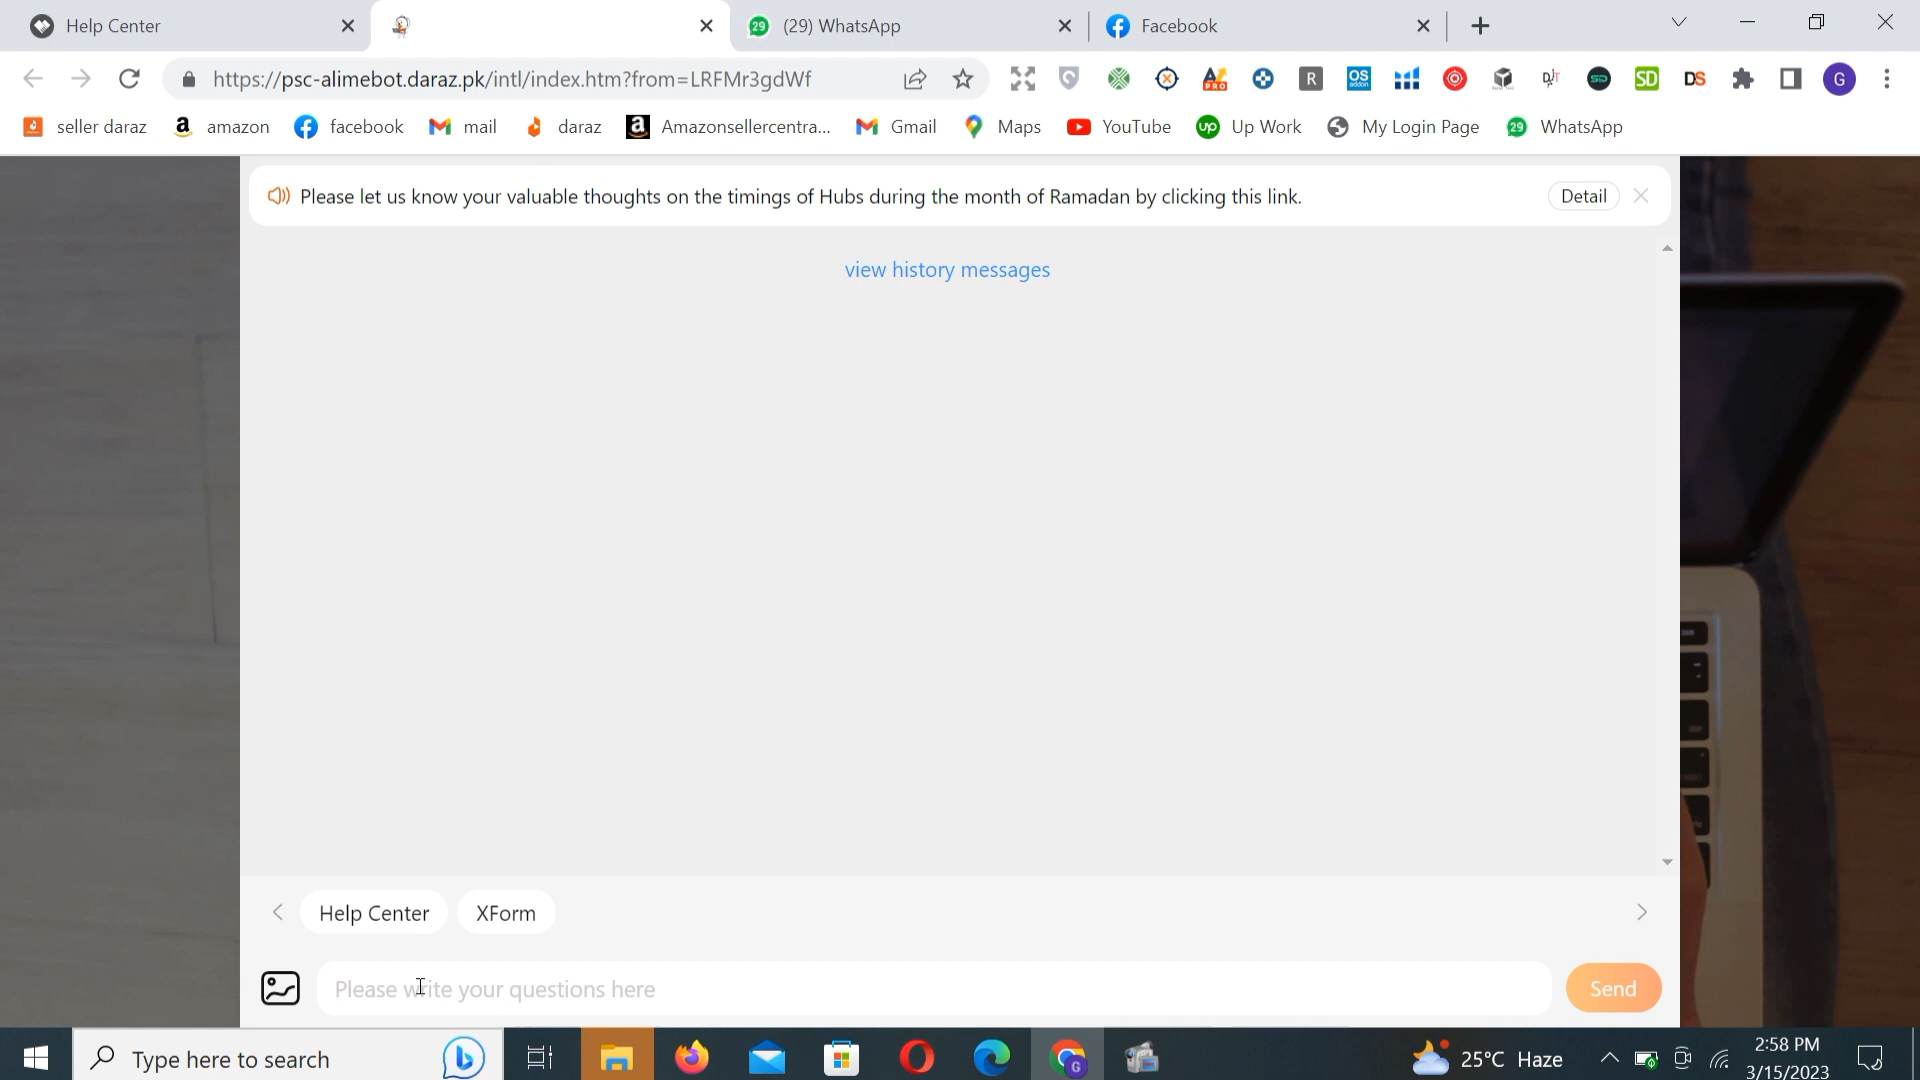 Help Center
(29) WhatsApp
Facebook
https://psc-alimebot.daraz.pk/intl/index.htm?from=LRFMr3gdWf
seller daraz
amazon
facebook
mail
daraz
Amazonsellercentra...
Gmail
Maps
YouTube
Up Work
My Login Page
WhatsApp
Please let us know your valuable thoughts on the timings of Hubs during the month of Ramadan by clicking this link.
Detail
view history messages
Help Center
XForm
Please write your questions here
Send
Type here to search
25°C Haze
2:58 PM
3/15/2023